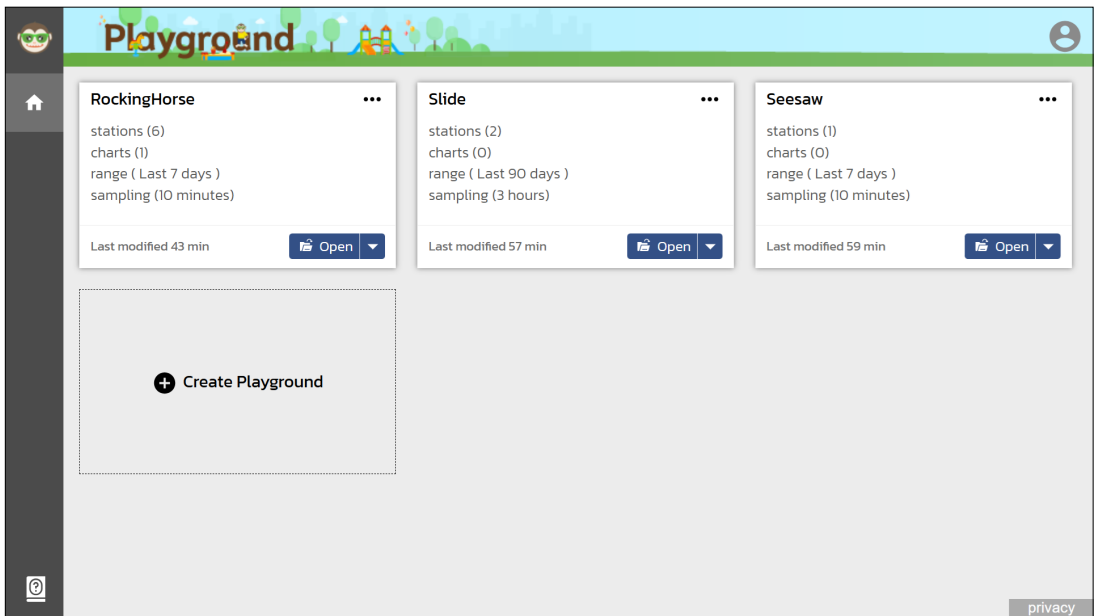 Playground
RockingHorse
stations (6)
charts (1)
range ( Last 7 days )
sampling (10 minutes)
Last modified 43 min
Open
Slide
stations (2)
charts (0)
range ( Last 90 days )
sampling (3 hours)
Last modified 57 min
Open
Seesaw
stations (1)
charts (0)
range ( Last 7 days )
sampling (10 minutes)
Last modified 59 min
Open
Create Playground
privacy